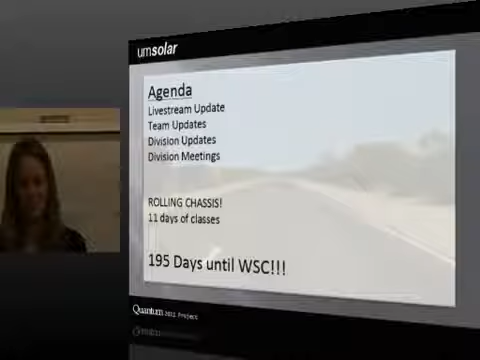 umsolar
Agenda
Livestream Update
Team Updates
Division Updates
Division Meetings
ROLLING CHASSIS!
11 days of classes
195 Days until WSC!!!
Quantum 2011 Project